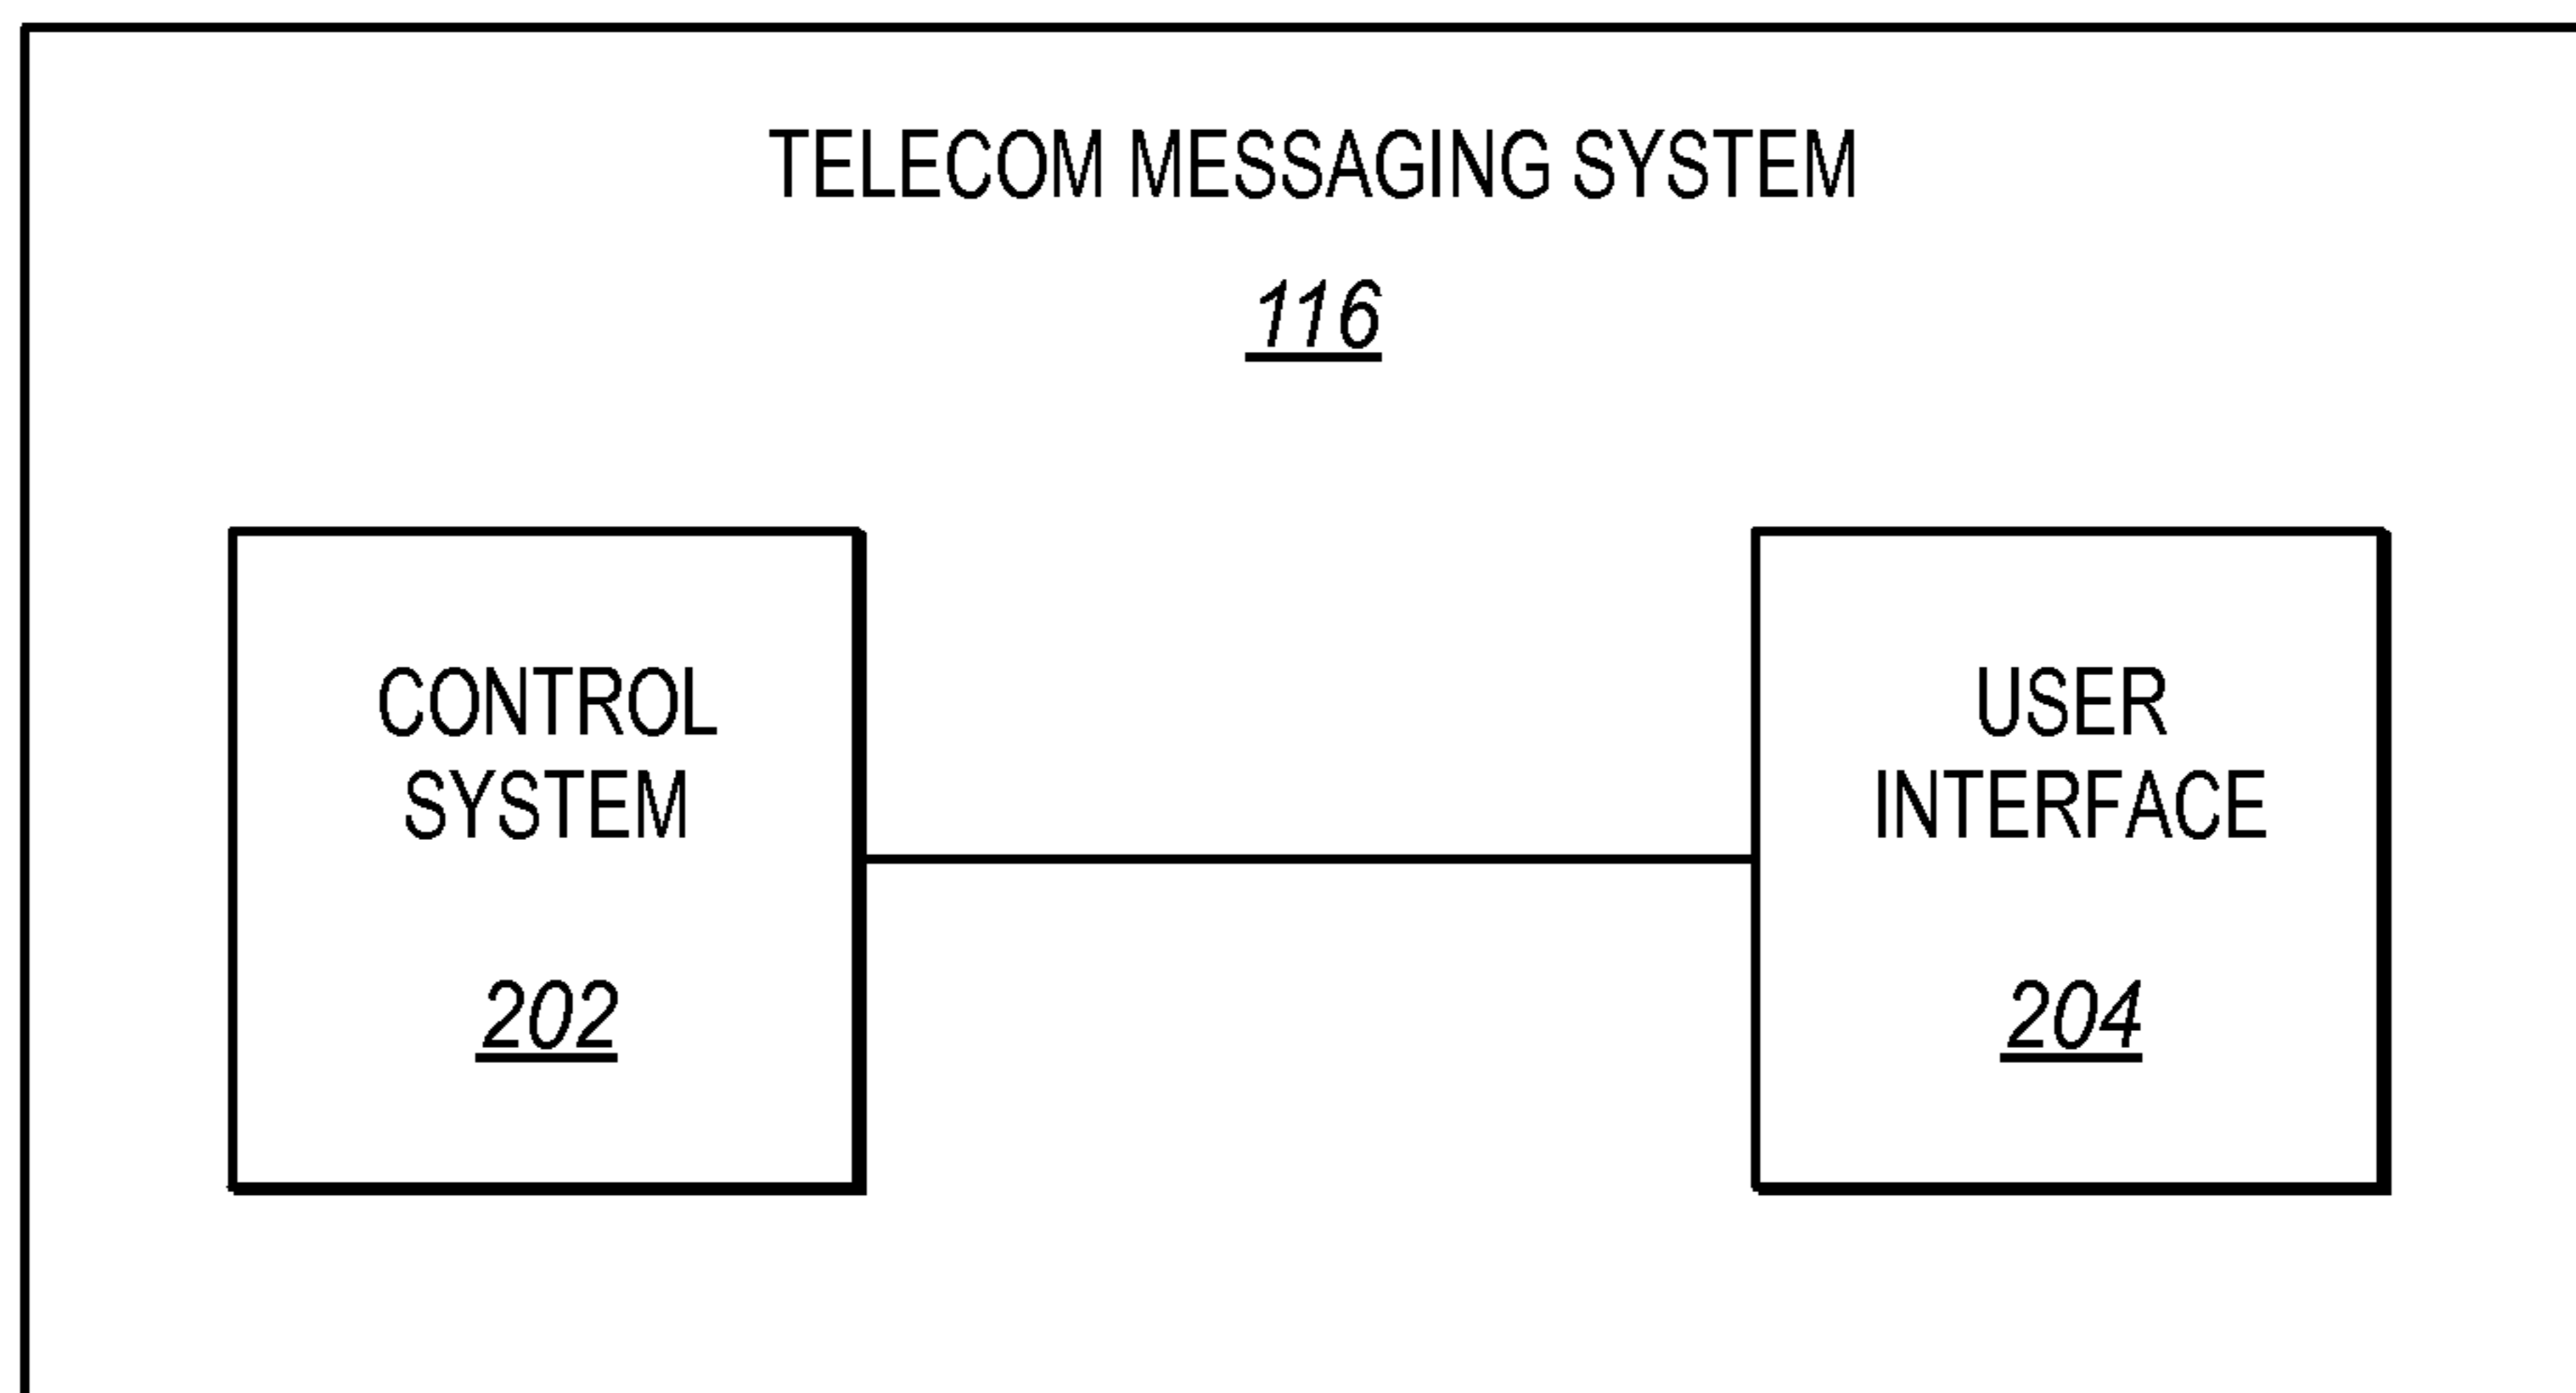 TELECOM MESSAGING SYSTEM
116
CONTROL
SYSTEM
202
USER
INTERFACE
204